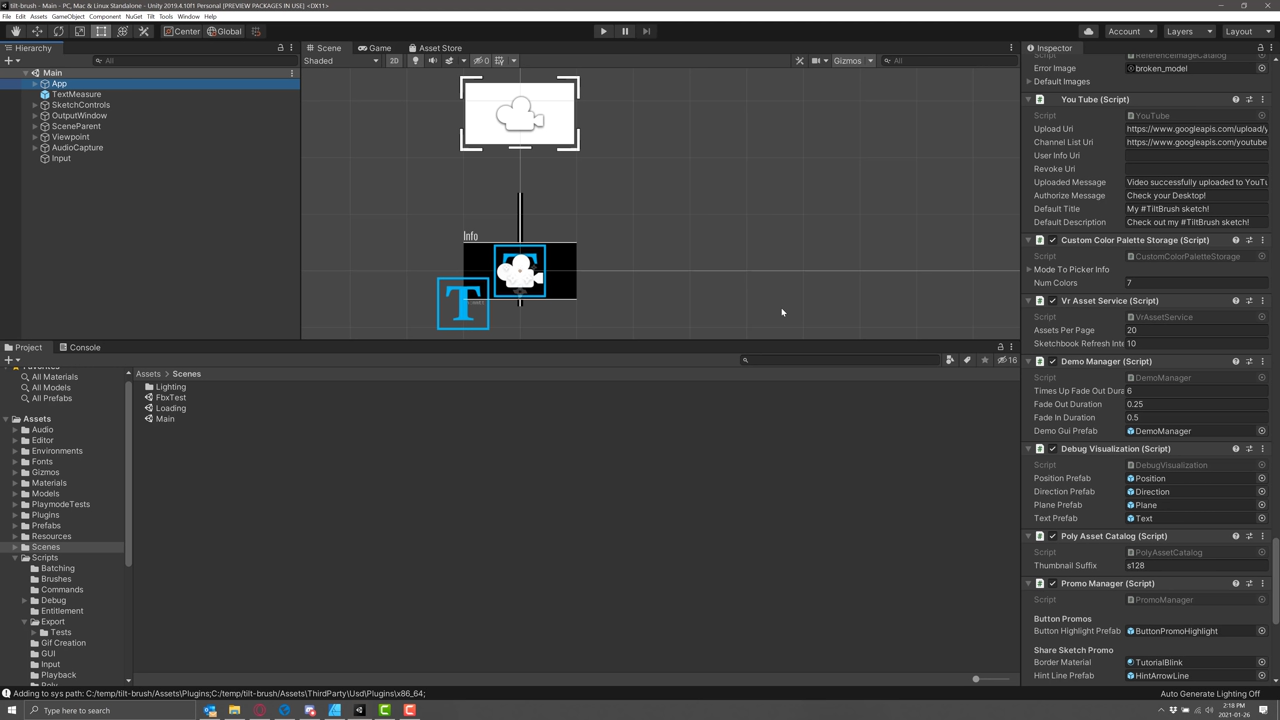 tilt-brush - Main - PC, Mac & Linux Standalone - Unity 2019.4.10f1 Personal [PREVIEW PACKAGES IN USE] <DX11>
File Edit Assets GameObject Component NuGet Tilt Tools Window Help
Center Global
Account Layers Layout
Hierarchy
All
Main
App
TextMeasure
SketchControls
OutputWindow
SceneParent
Viewpoint
AudioCapture
Input
Scene Game Asset Store
Shaded 2D 0 Gizmos All
Info
T
T
Inspector
ReferenceImageCatalog
Error Image broken_model
Default Images
You Tube (Script)
Script YouTube
Upload Uri https://www.googleapis.com/upload/y
Channel List Uri https://www.googleapis.com/youtube
User Info Uri
Revoke Uri
Uploaded Message Video successfully uploaded to YouTu
Authorize Message Check your Desktop!
Default Title My #TiltBrush sketch!
Default Description Check out my #TiltBrush sketch!
Custom Color Palette Storage (Script)
Script CustomColorPaletteStorage
Mode To Picker Info
Num Colors 7
Vr Asset Service (Script)
Script VrAssetService
Assets Per Page 20
Sketchbook Refresh Inte 10
Demo Manager (Script)
Script DemoManager
Times Up Fade Out Dura 6
Fade Out Duration 0.25
Fade In Duration 0.5
Demo Gui Prefab DemoManager
Debug Visualization (Script)
Script DebugVisualization
Position Prefab Position
Direction Prefab Direction
Plane Prefab Plane
Text Prefab Text
Poly Asset Catalog (Script)
Script PolyAssetCatalog
Thumbnail Suffix s128
Promo Manager (Script)
Script PromoManager
Button Promos
Button Highlight Prefab ButtonPromoHighlight
Share Sketch Promo
Border Material TutorialBlink
Hint Line Prefab HintArrowLine
Project Console
16
Favorites
All Materials
All Models
All Prefabs
Assets
Audio
Editor
Environments
Fonts
Gizmos
Materials
Models
PlaymodeTests
Plugins
Prefabs
Resources
Scenes
Scripts
Batching
Brushes
Commands
Debug
Entitlement
Export
Tests
Gif Creation
GUI
Input
Playback
Assets > Scenes
Lighting
FbxTest
Loading
Main
Adding to sys path: C:/temp/tilt-brush/Assets\Plugins;C:/temp/tilt-brush/Assets\ThirdParty\Usd\Plugins\x86_64;
Auto Generate Lighting Off
Type here to search
2:18 PM
2021-01-26